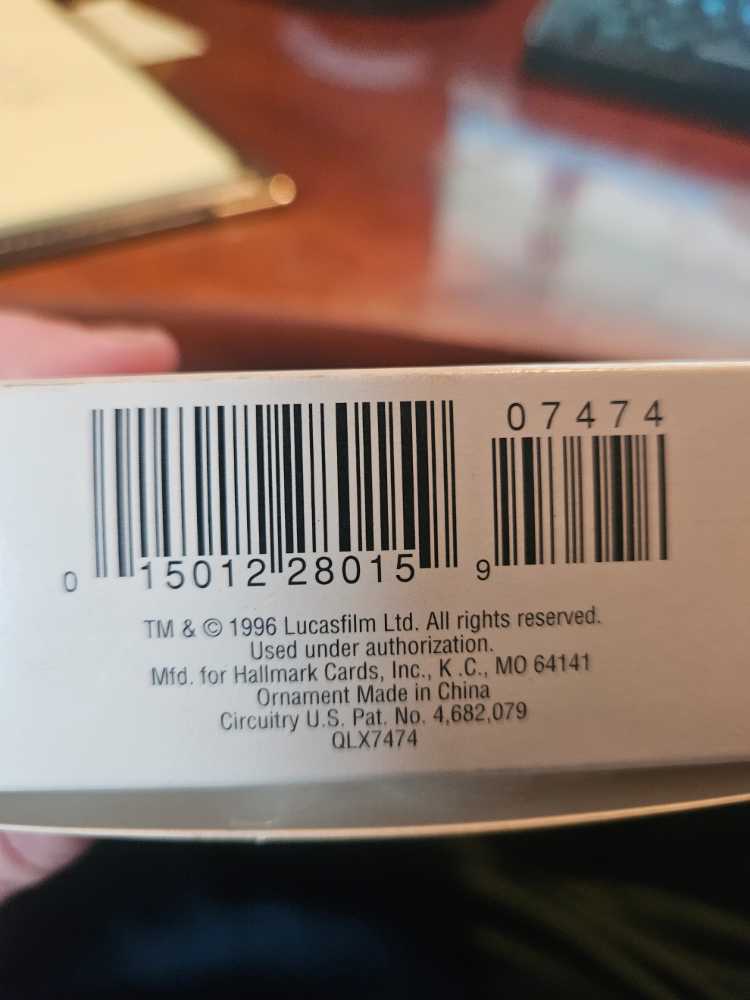 07474
0 15012 28015 9
TM & © 1996 Lucasfilm Ltd. All rights reserved.
Used under authorization.
Mfd. for Hallmark Cards, Inc., K .C., MO 64141
Ornament Made in China
Circuitry U.S. Pat. No. 4,682,079
QLX7474